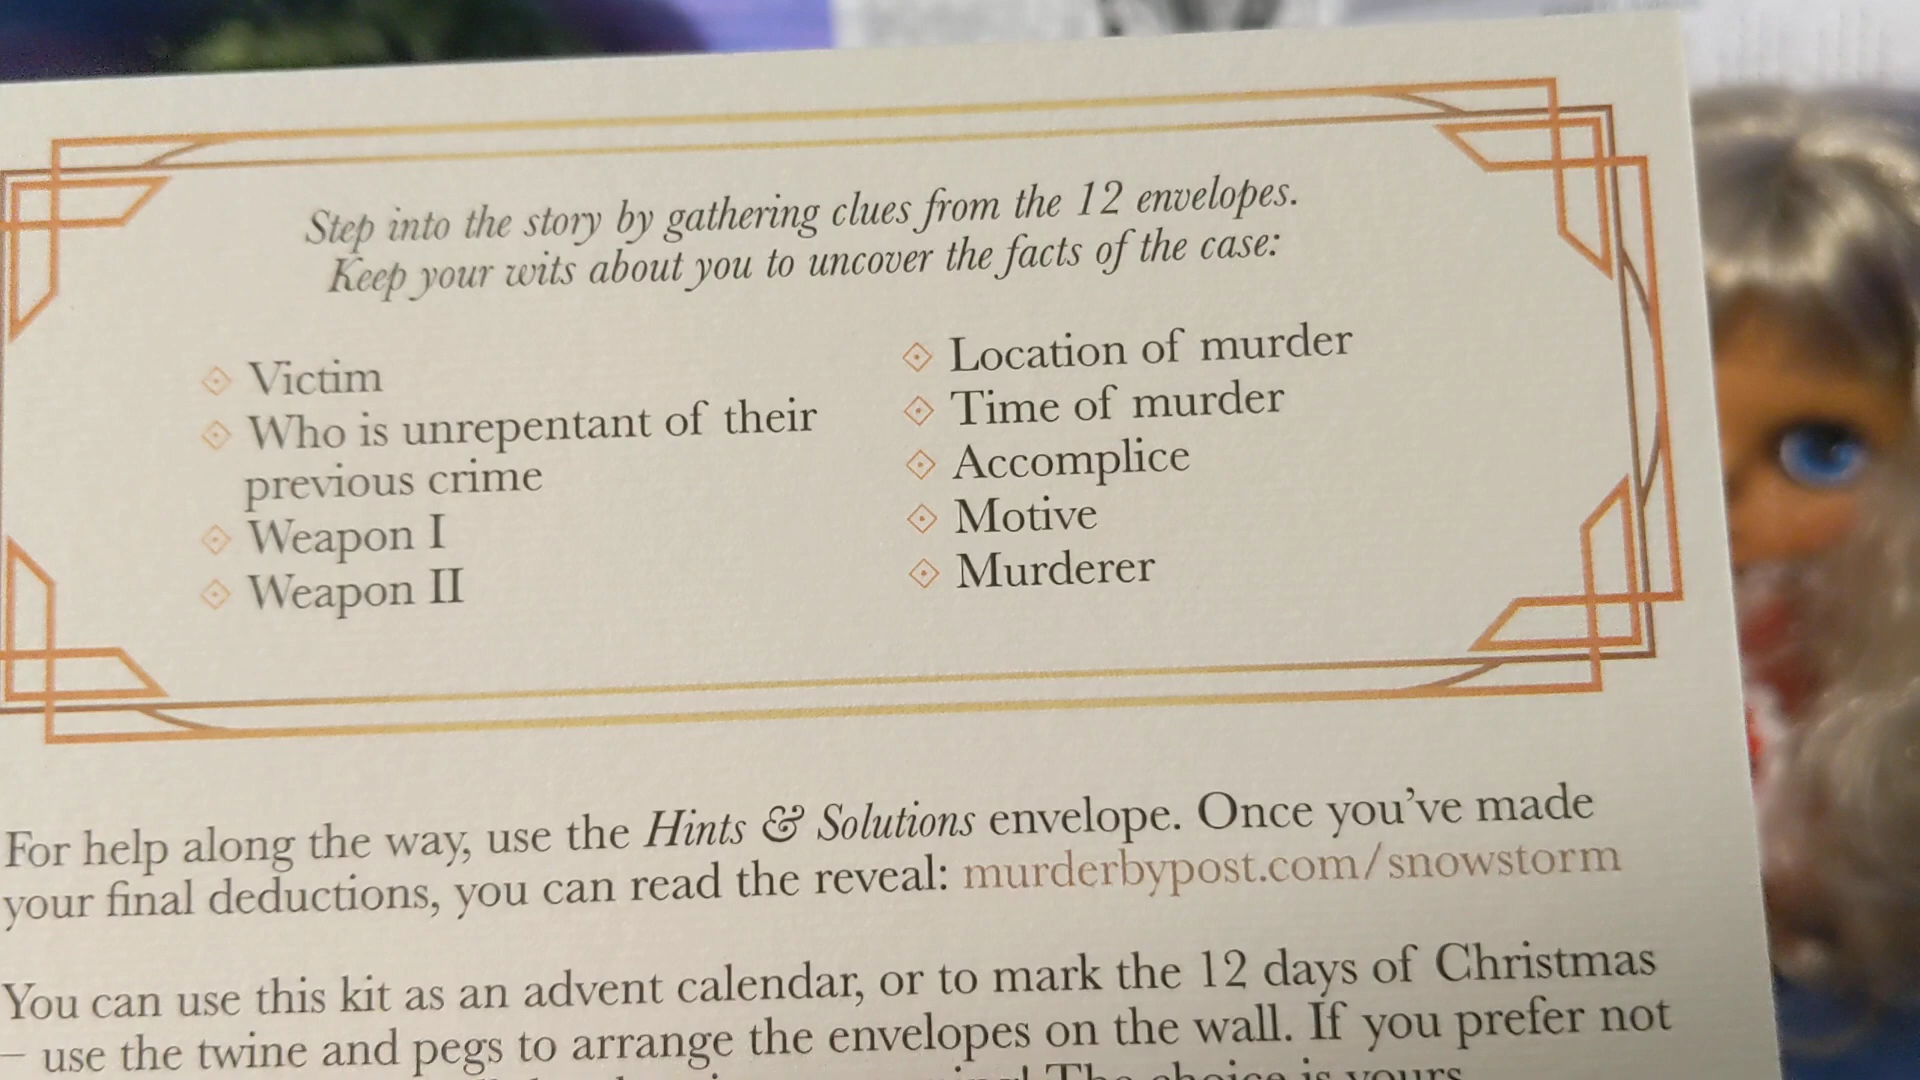 Step into the story by gathering clues from the 12 envelopes.
Keep your wits about you to uncover the facts of the case:
Victim
Who is unrepentant of their
previous crime
Weapon I
Weapon II
Location of murder
Time of murder
Accomplice
Motive
Murderer
For help along the way, use the Hints & Solutions envelope. Once you've made
your final deductions, you can read the reveal: murderbypost.com/snowstorm
You can use this kit as an advent calendar, or to mark the 12 days of Christmas
– use the twine and pegs to arrange the envelopes on the wall. If you prefer not
The choice is yours